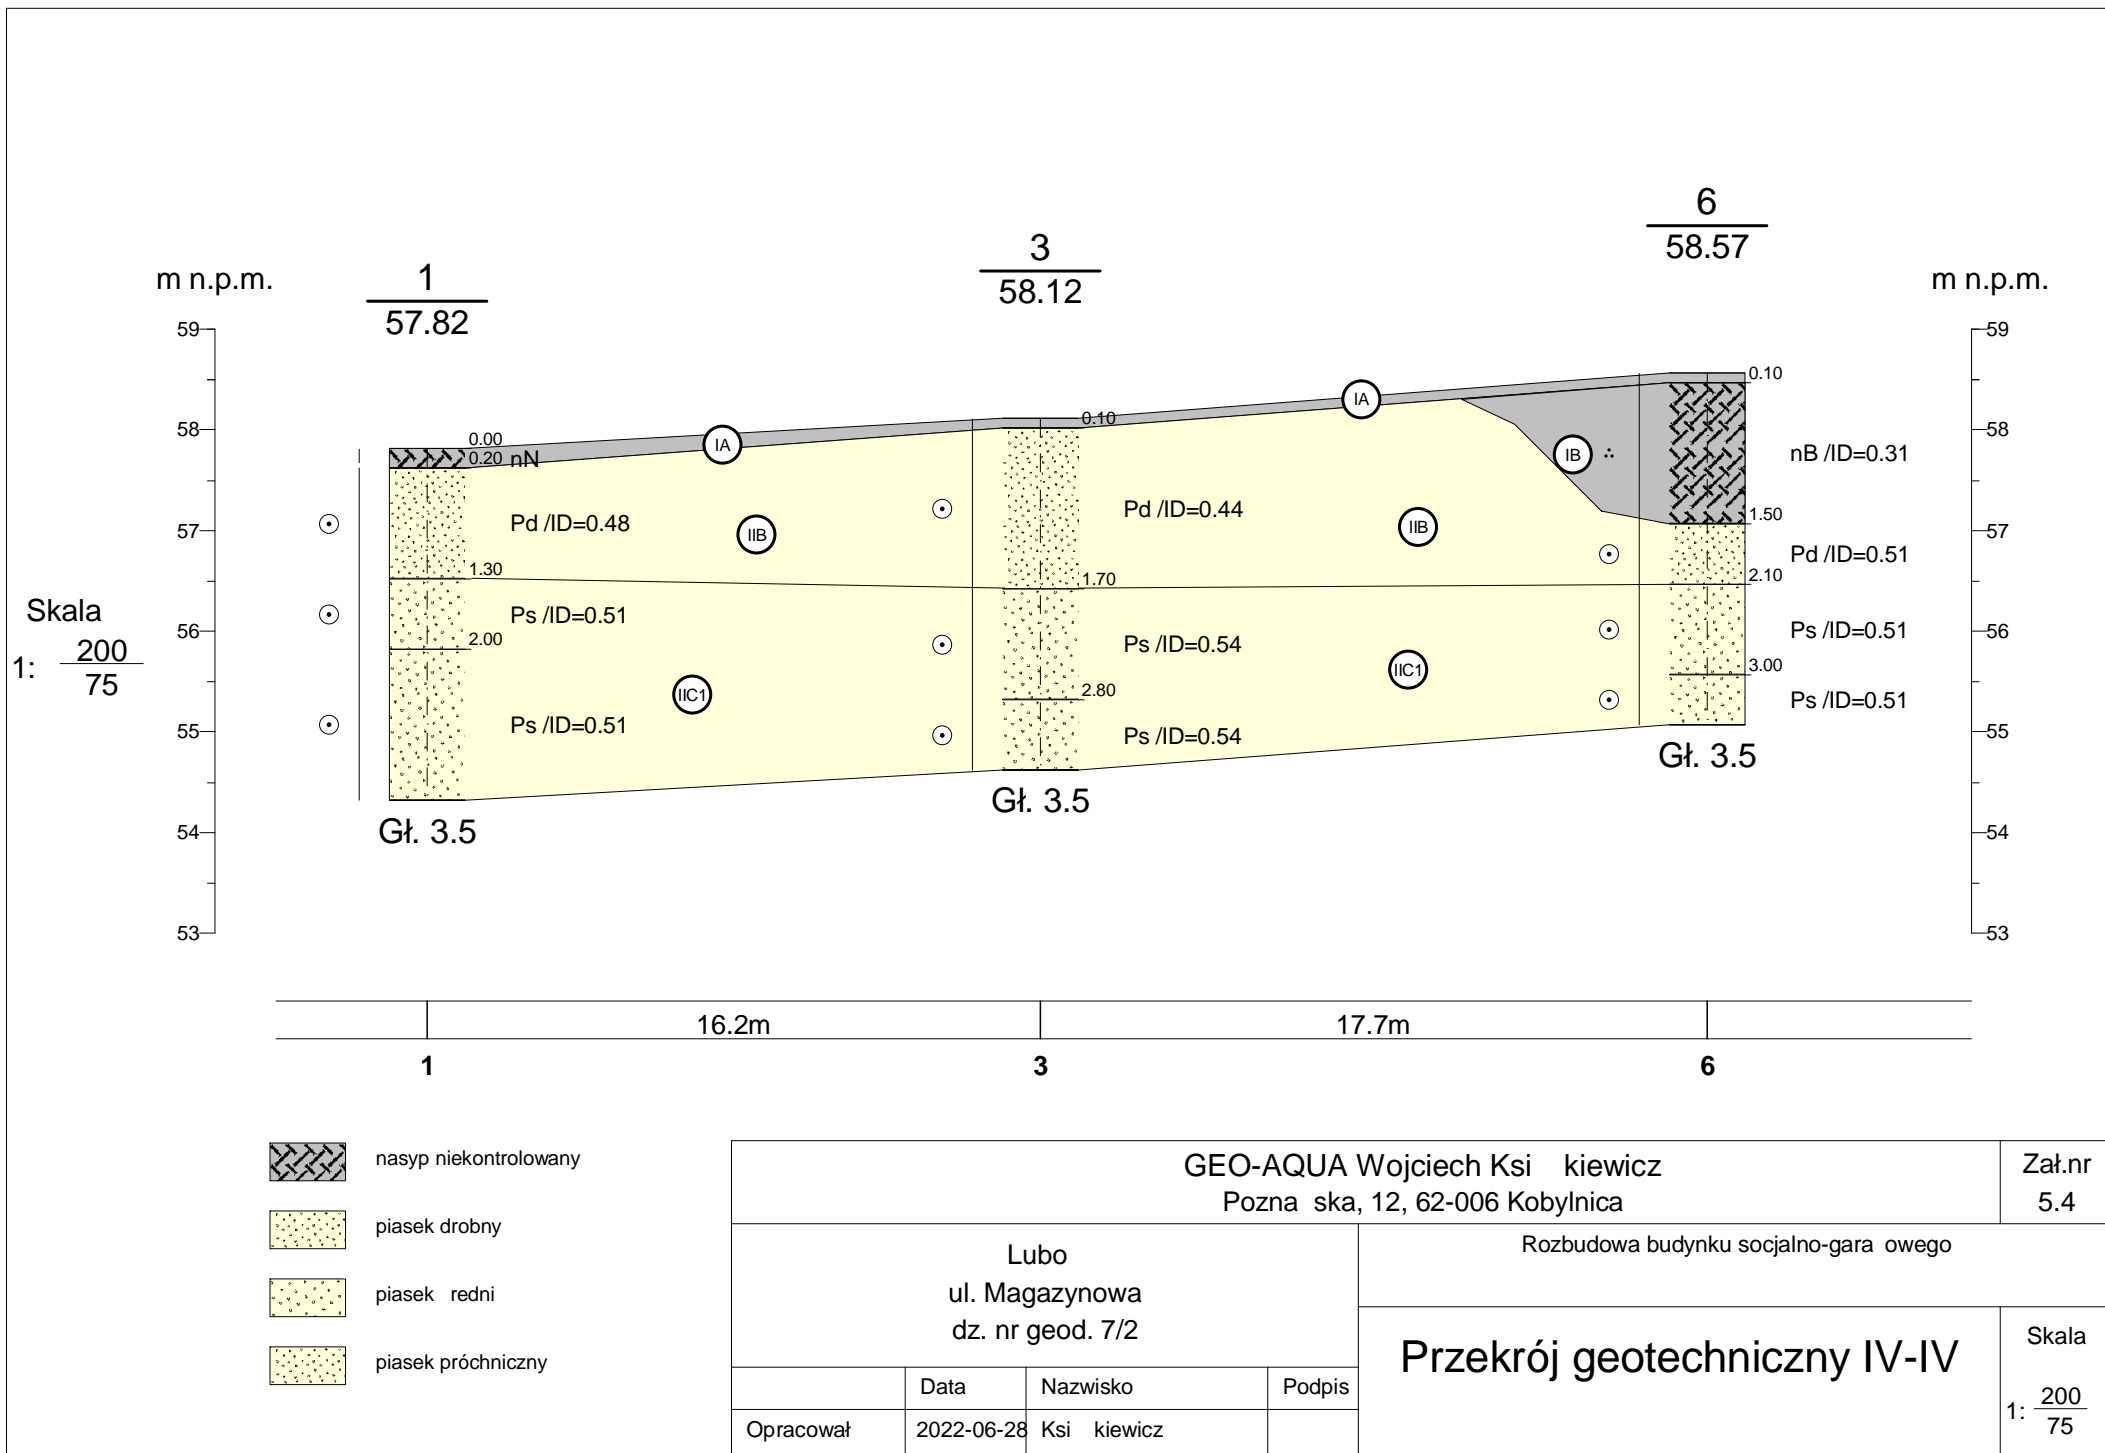 6
58.57
3
58.12
1
57.82
m n.p.m.
m n.p.m.
59
58
57
56
55
54
53
59
58
57
56
55
54
53
Skala
1: 200
75
0.00
0.20 nN
1.30
2.00
Pd /ID=0.48
Ps /ID=0.51
Ps /ID=0.51
Gł. 3.5
IA
IIB
IIC1
0.10
1.70
2.80
Pd /ID=0.44
Ps /ID=0.54
Ps /ID=0.54
Gł. 3.5
IA
IB
IIB
IIC1
0.10
1.50
2.10
3.00
nB /ID=0.31
Pd /ID=0.51
Ps /ID=0.51
Ps /ID=0.51
Gł. 3.5
16.2m
17.7m
1
3
6
nasyp niekontrolowany
piasek drobny
piasek redni
piasek próchniczny
GEO-AQUA Wojciech Ksi kiewicz
Pozna ska, 12, 62-006 Kobylnica
Zał.nr
5.4
Lubo
ul. Magazynowa
dz. nr geod. 7/2
Rozbudowa budynku socjalno-gara owego
Przekrój geotechniczny IV-IV
Skala
1: 200
75
Data Nazwisko Podpis
Opracował 2022-06-28 Ksi kiewicz